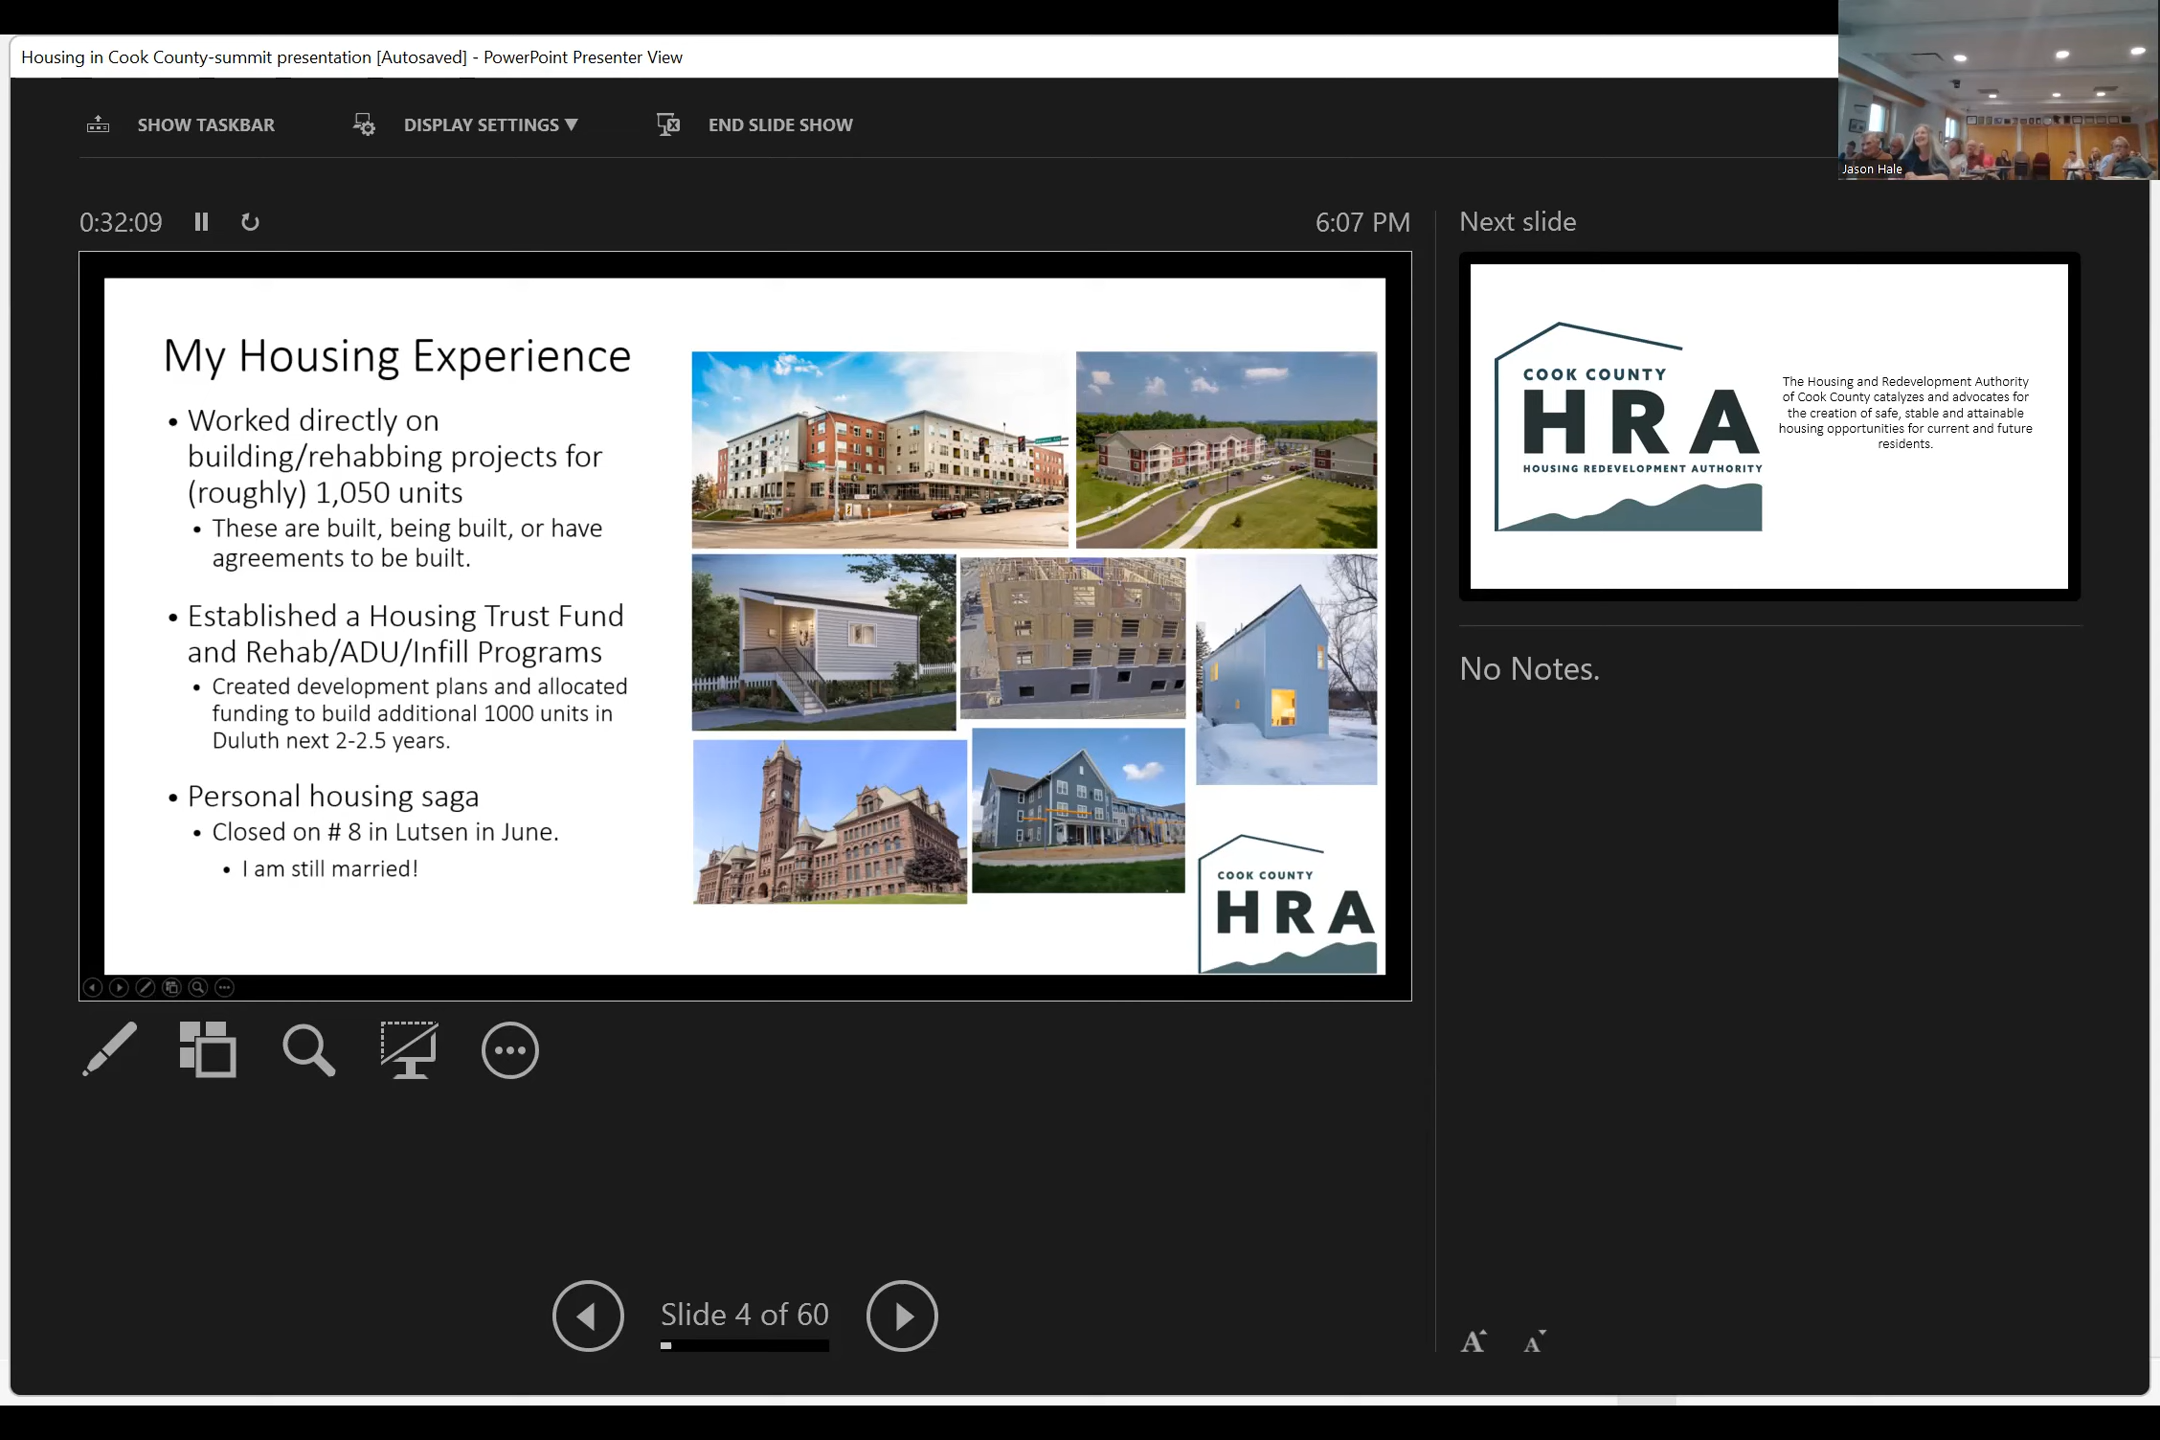 Housing in Cook County-summit presentation [Autosaved] - PowerPoint Presenter View
SHOW TASKBAR
DISPLAY SETTINGS ▼
END SLIDE SHOW
Jason Hale
0:32:09
6:07 PM
My Housing Experience
• Worked directly on
building/rehabbing projects for
(roughly) 1,050 units
• These are built, being built, or have
agreements to be built.
• Established a Housing Trust Fund
and Rehab/ADU/Infill Programs
• Created development plans and allocated
funding to build additional 1000 units in
Duluth next 2-2.5 years.
• Personal housing saga
• Closed on # 8 in Lutsen in June.
• I am still married!
COOK COUNTY
HRA
Next slide
COOK COUNTY
HRA
HOUSING REDEVELOPMENT AUTHORITY
The Housing and Redevelopment Authority
of Cook County catalyzes and advocates for
the creation of safe, stable and attainable
housing opportunities for current and future
residents.
No Notes.
Slide 4 of 60
A A